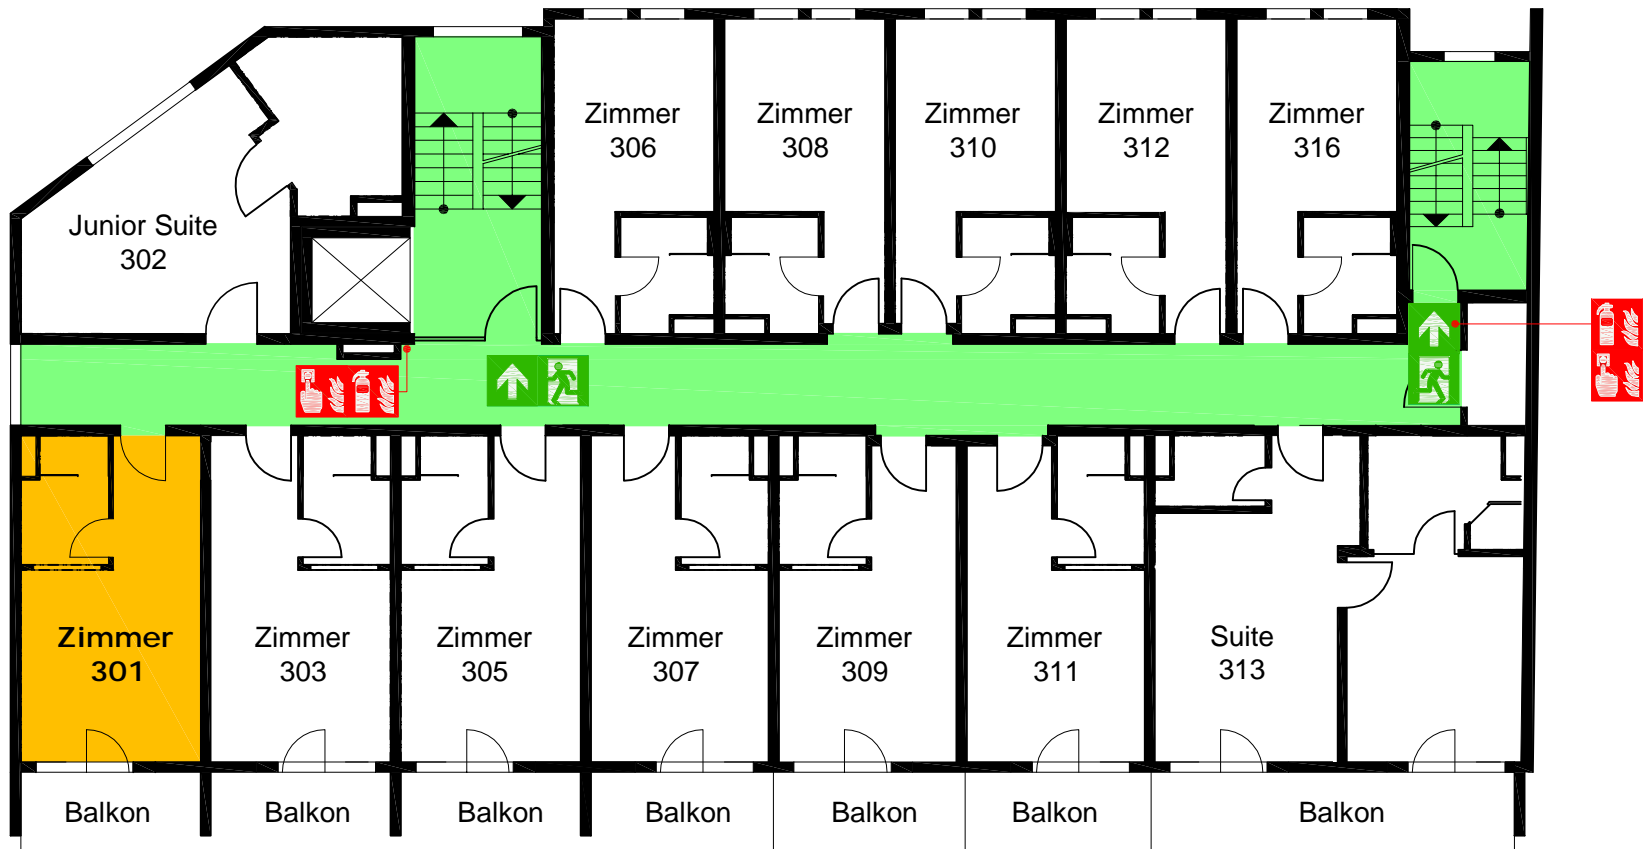 Zimmer
306
Zimmer
308
Zimmer
310
Zimmer
312
Zimmer
316
Junior Suite
302
Zimmer
301
Zimmer
303
Zimmer
305
Zimmer
307
Zimmer
309
Zimmer
311
Suite
313
Balkon
Balkon
Balkon
Balkon
Balkon
Balkon
Balkon